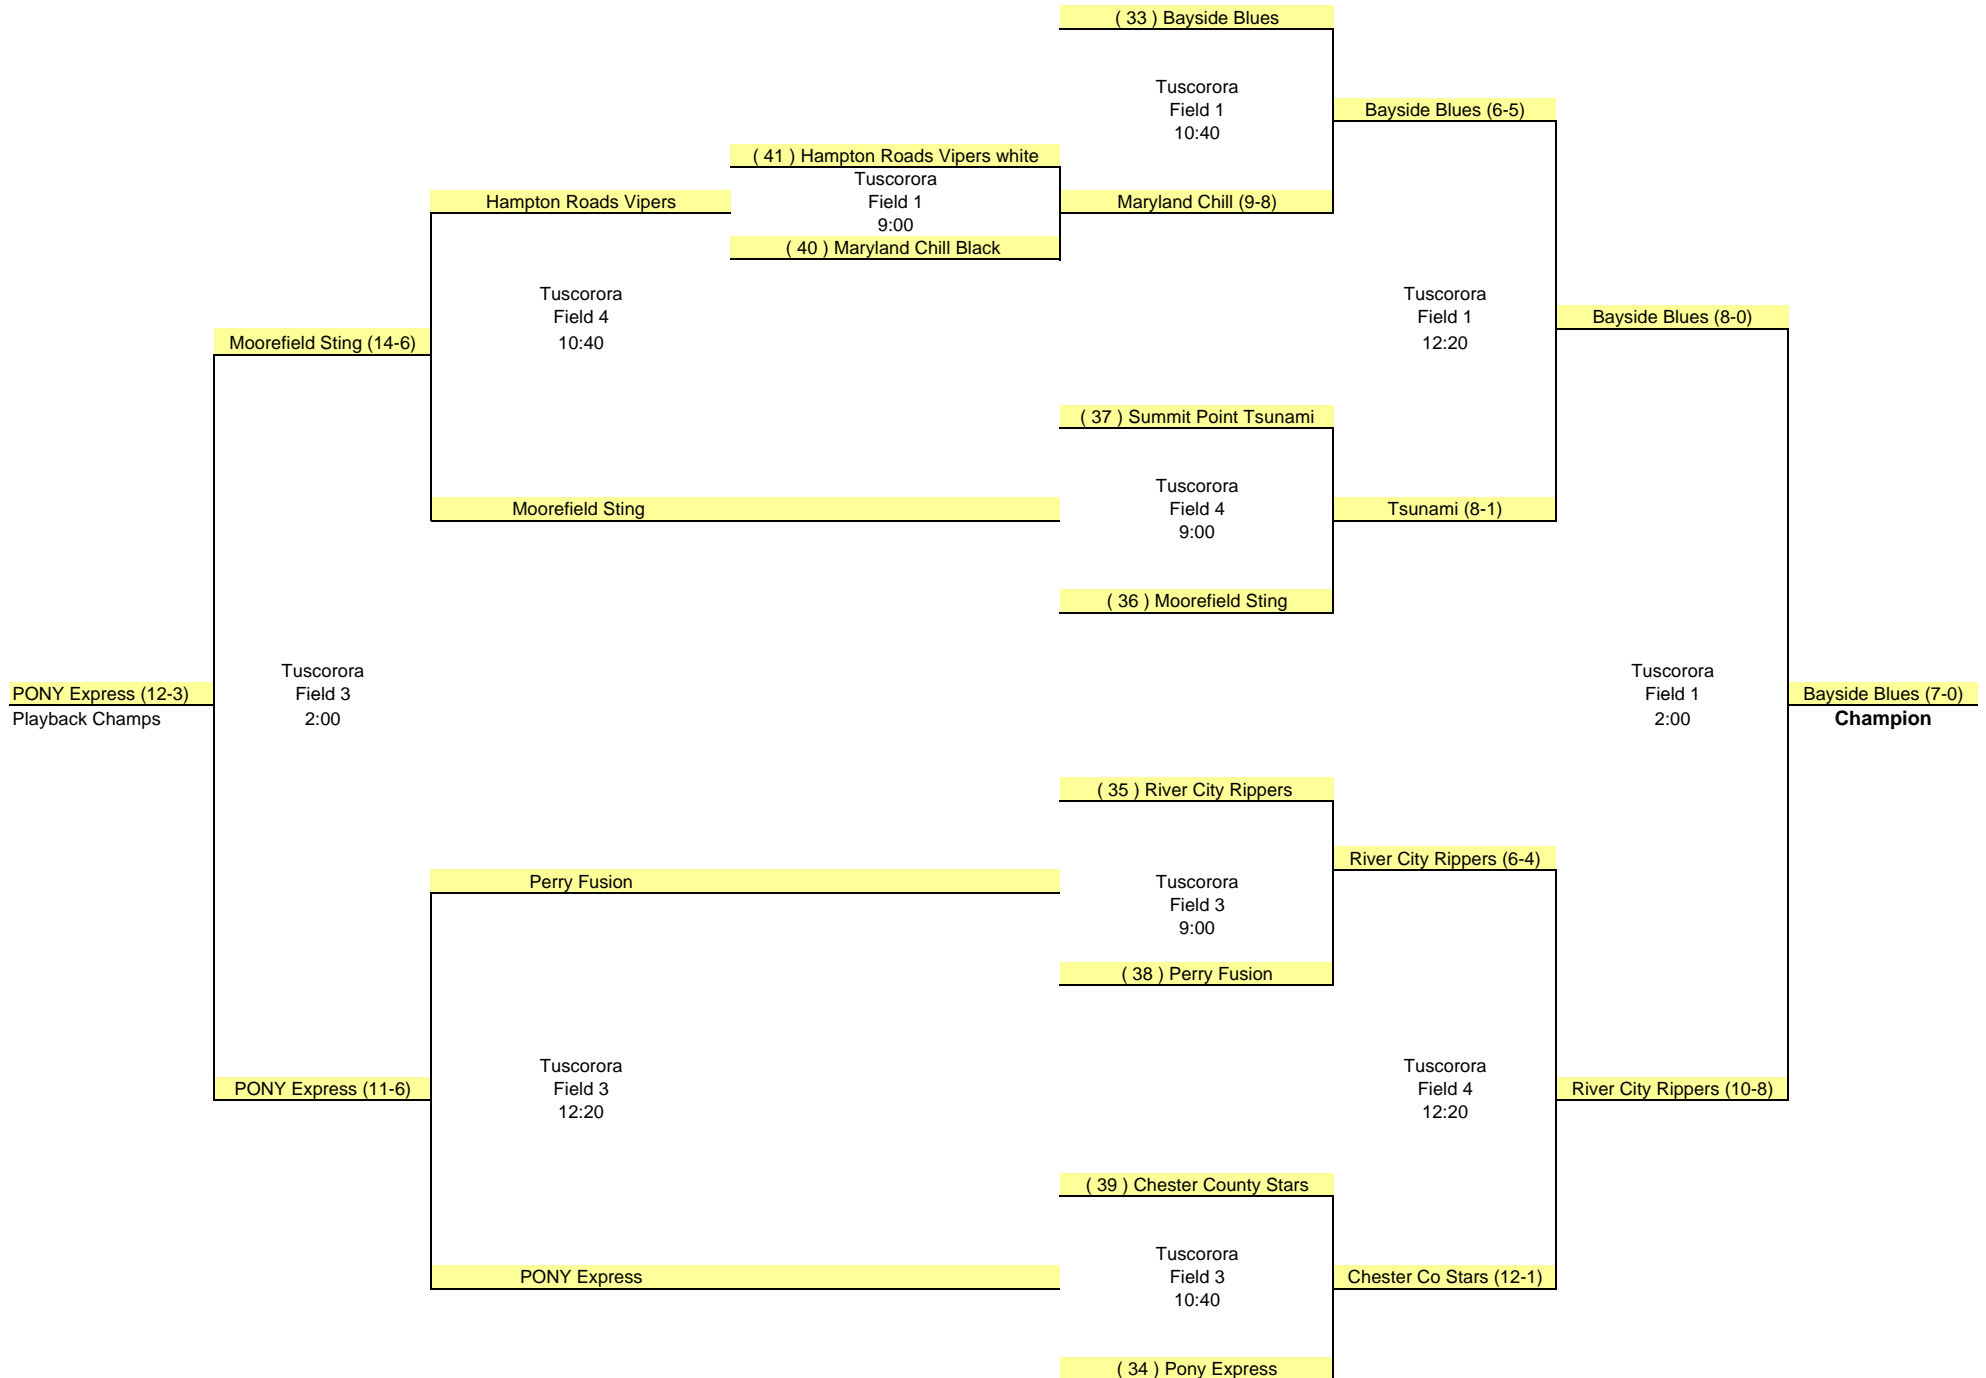 ( 33 ) Bayside Blues
Tuscorora
Field 1
10:40
Bayside Blues (6-5)
( 41 ) Hampton Roads Vipers white
Tuscorora
Field 1
9:00
Hampton Roads Vipers
Maryland Chill (9-8)
( 40 ) Maryland Chill Black
Tuscorora
Field 4
10:40
Tuscorora
Field 1
12:20
Bayside Blues (8-0)
Moorefield Sting (14-6)
( 37 ) Summit Point Tsunami
Tuscorora
Field 4
9:00
Moorefield Sting
Tsunami (8-1)
( 36 ) Moorefield Sting
Tuscorora
Field 3
2:00
PONY Express (12-3)
Playback Champs
Tuscorora
Field 1
2:00
Bayside Blues (7-0)
Champion
( 35 ) River City Rippers
River City Rippers (6-4)
Perry Fusion
Tuscorora
Field 3
9:00
( 38 ) Perry Fusion
Tuscorora
Field 3
12:20
PONY Express (11-6)
Tuscorora
Field 4
12:20
River City Rippers (10-8)
( 39 ) Chester County Stars
Tuscorora
Field 3
10:40
PONY Express
Chester Co Stars (12-1)
( 34 ) Pony Express